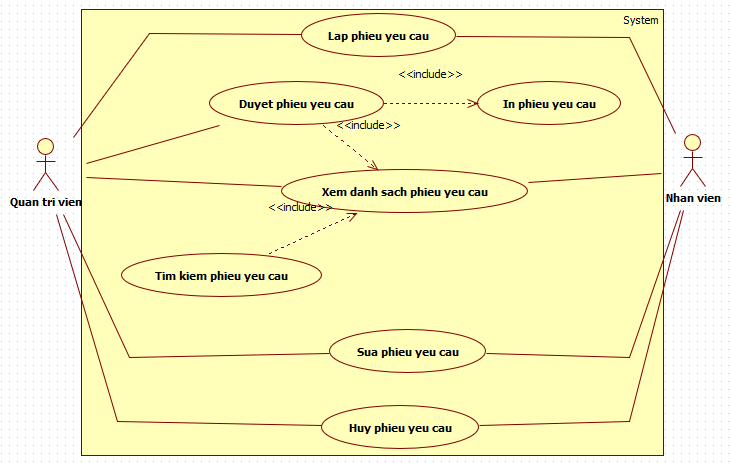 System
Lap phieu yeu cau
<<include>>
Duyet phieu yeu cau
In phieu yeu cau
<<include>>
Quan tri vien
Xem danh sach phieu yeu cau
Nhan vien
<<include>>
Tim kiem phieu yeu cau
Sua phieu yeu cau
Huy phieu yeu cau